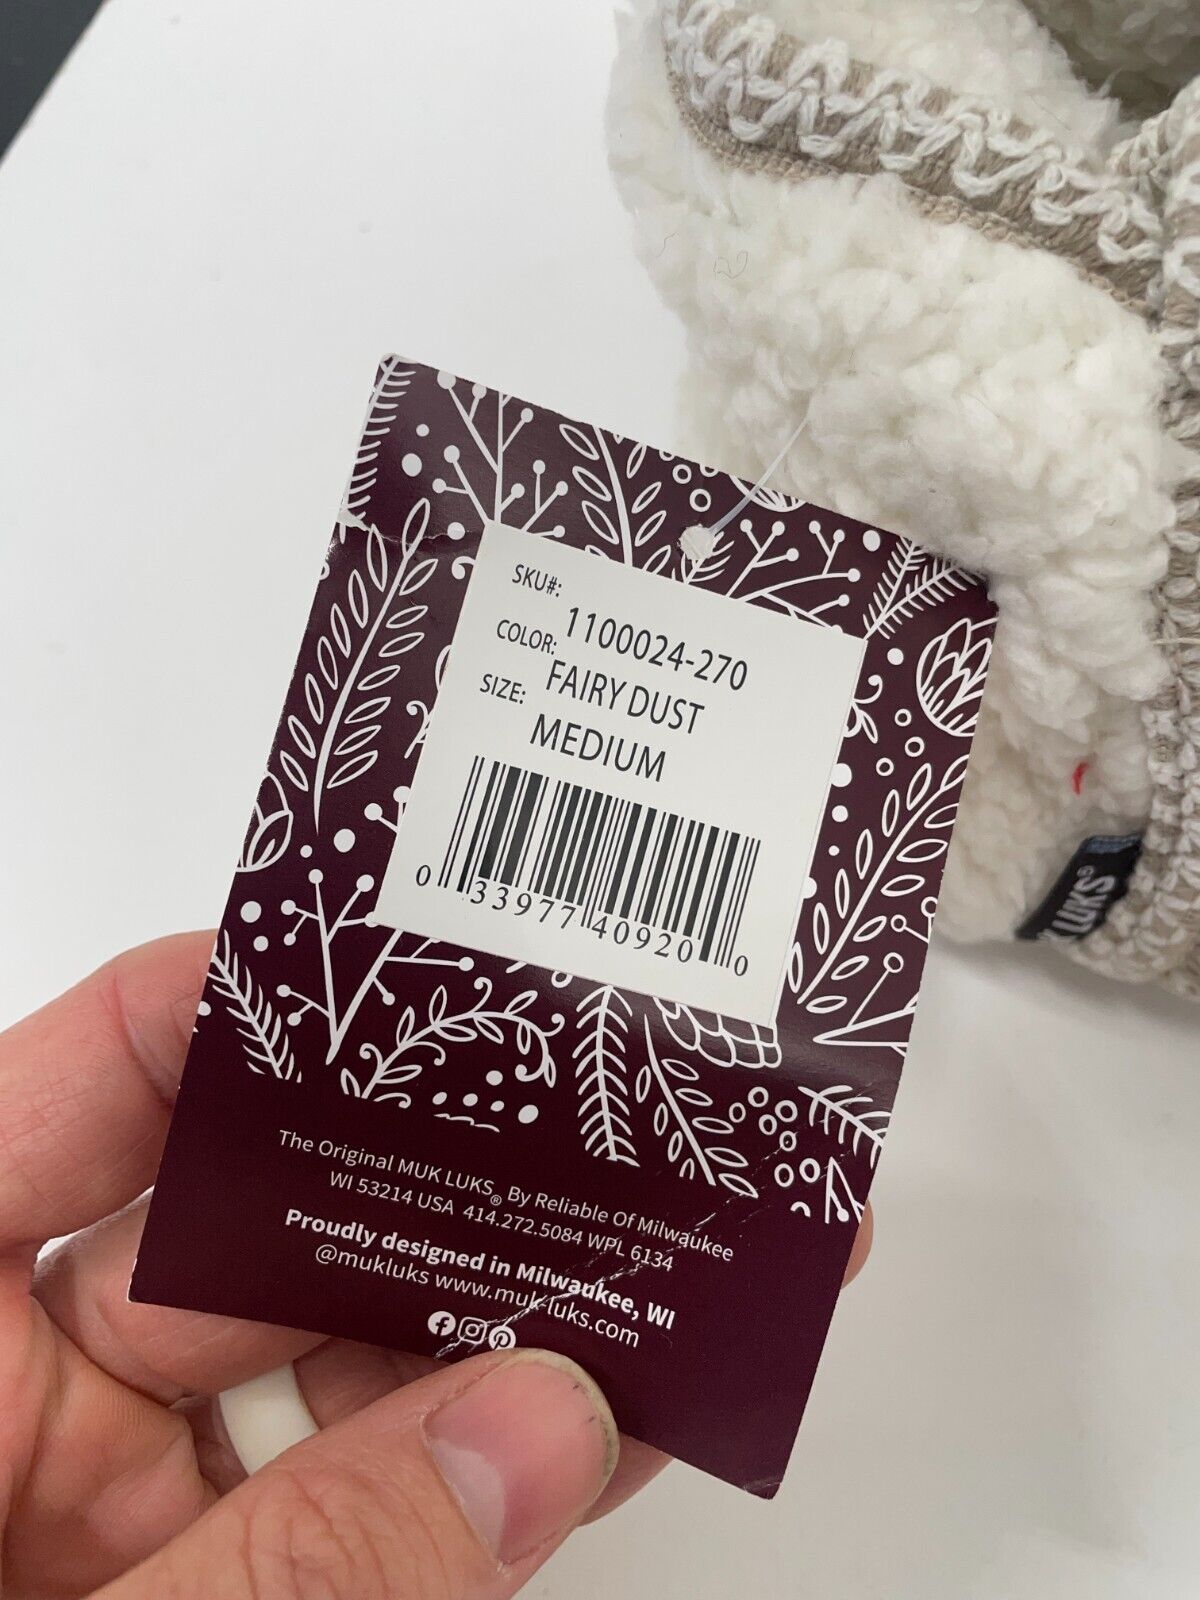 SKU#: 1100024-270
COLOR: FAIRY DUST
SIZE: MEDIUM
0 33977 40920 0
The Original MUK LUKS® By Reliable Of Milwaukee
WI 53214 USA 414.272.5084 WPL 6134
Proudly designed in Milwaukee, WI
@mukluks www.muk-luks.com
LUKS®